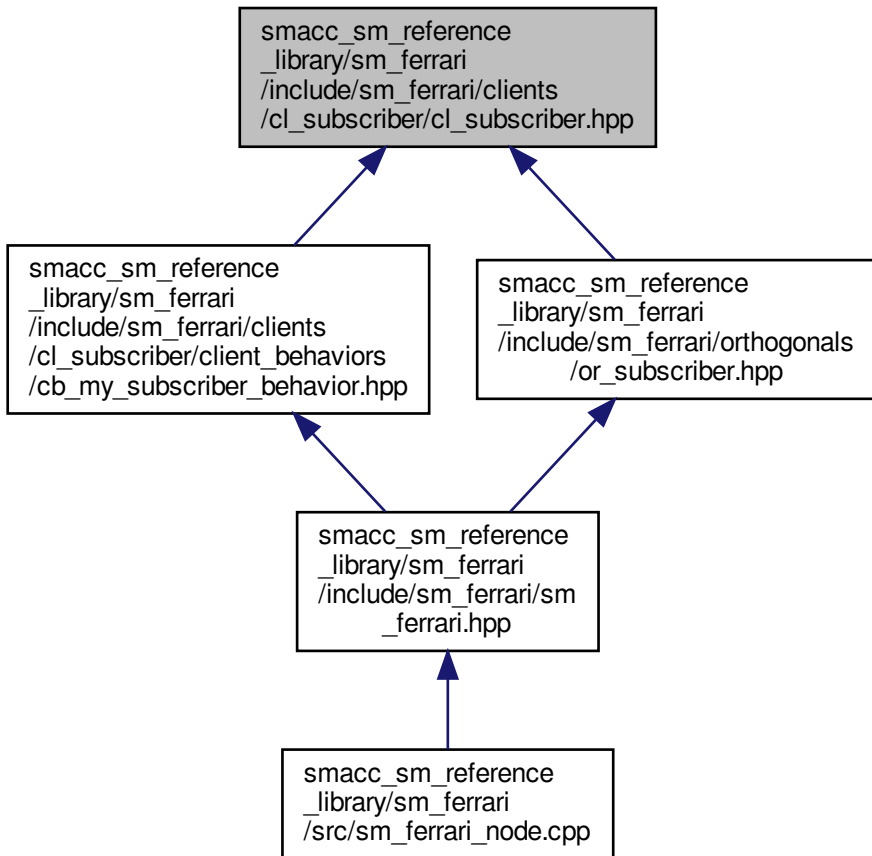 smacc_sm_reference
_library/sm_ferrari
/include/sm_ferrari/clients
/cl_subscriber/cl_subscriber.hpp
smacc_sm_reference
_library/sm_ferrari
/include/sm_ferrari/clients
/cl_subscriber/client_behaviors
/cb_my_subscriber_behavior.hpp
smacc_sm_reference
_library/sm_ferrari
/include/sm_ferrari/orthogonals
/or_subscriber.hpp
smacc_sm_reference
_library/sm_ferrari
/include/sm_ferrari/sm
_ferrari.hpp
smacc_sm_reference
_library/sm_ferrari
/src/sm_ferrari_node.cpp